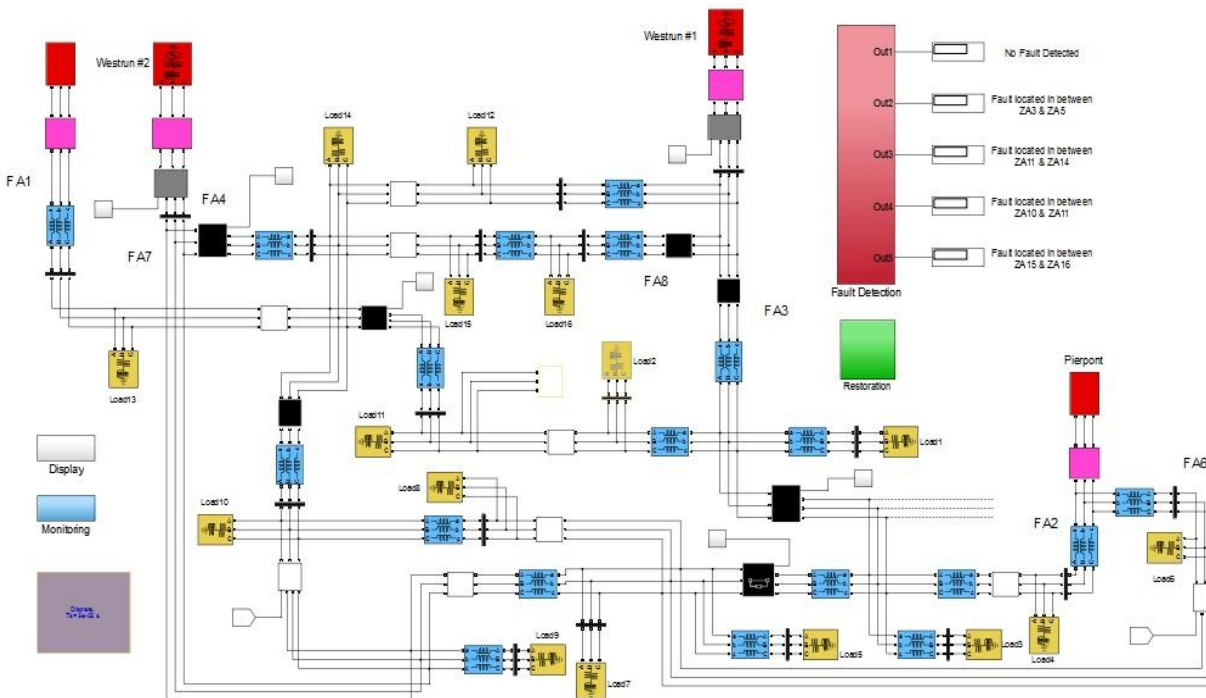 Westrun #1
Westrun #2
Out1
No Fault Detected
Out2
Fault located in between
ZA3 & ZA5
Out3
Fault located in between
ZA11 & ZA14
Out4
Fault located in between
ZA10 & ZA11
Out5
Fault located in between
ZA15 & ZA16
Fault Detection
Restoration
Load14
Load12
FA1
FA4
FA7
FA8
FA3
Load15
Load16
Load13
Load2
Load11
Load1
Pierpont
FA6
FA2
Display
Monitoring
Load8
Load10
Load6
Load9
Load7
Load5
Load3
Load4